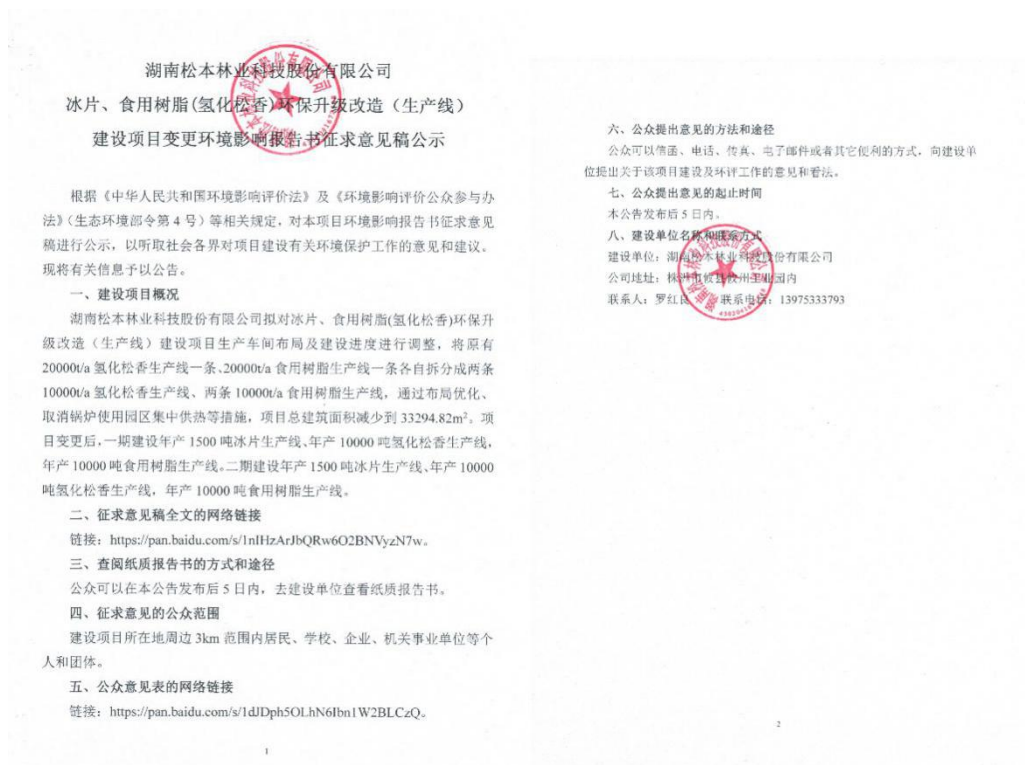 湖南松本林业科技股份有限公司
冰片、食用树脂(氢化松香)环保升级改造（生产线）
建设项目变更环境影响报告书征求意见稿公示
根据《中华人民共和国环境影响评价法》及《环境影响评价公众参与办
法》（生态环境部令第 4 号）等相关规定，对本项目环境影响报告书征求意见
稿进行公示，以听取社会各界对项目建设有关环境保护工作的意见和建议。
现将有关信息予以公告。
一、建设项目概况
湖南松本林业科技股份有限公司拟对冰片、食用树脂(氢化松香)环保升
级改造（生产线）建设项目生产车间布局及建设进度进行调整，将原有
20000t/a 氢化松香生产线一条、20000t/a 食用树脂生产线一条各自拆分成两条
10000t/a 氢化松香生产线、两条 10000t/a 食用树脂生产线，通过布局优化、
取消锅炉使用园区集中供热等措施，项目总建筑面积减少到 33294.82m²。项
目变更后，一期建设年产 1500 吨冰片生产线、年产 10000 吨氢化松香生产线，
年产 10000 吨食用树脂生产线。二期建设年产 1500 吨冰片生产线、年产 10000
吨氢化松香生产线，年产 10000 吨食用树脂生产线。
二、征求意见稿全文的网络链接
链接：https://pan.baidu.com/s/1nIHzArJbQRw6O2BNVyzN7w。
三、查阅纸质报告书的方式和途径
公众可以在本公告发布后 5 日内，去建设单位查看纸质报告书。
四、征求意见的公众范围
建设项目所在地周边 3km 范围内居民、学校、企业、机关事业单位等个
人和团体。
五、公众意见表的网络链接
链接：https://pan.baidu.com/s/1dJDph5OLhN6Ibn1W2BLCzQ。
1
六、公众提出意见的方法和途径
公众可以信函、电话、传真、电子邮件或者其它便利的方式，向建设单
位提出关于该项目建设及环评工作的意见和看法。
七、公众提出意见的起止时间
本公告发布后 5 日内。
八、建设单位名称和联系方式
建设单位：湖南松本林业科技股份有限公司
公司地址：株洲市攸县攸州工业园内
联系人：罗红良 联系电话：13975333793
2